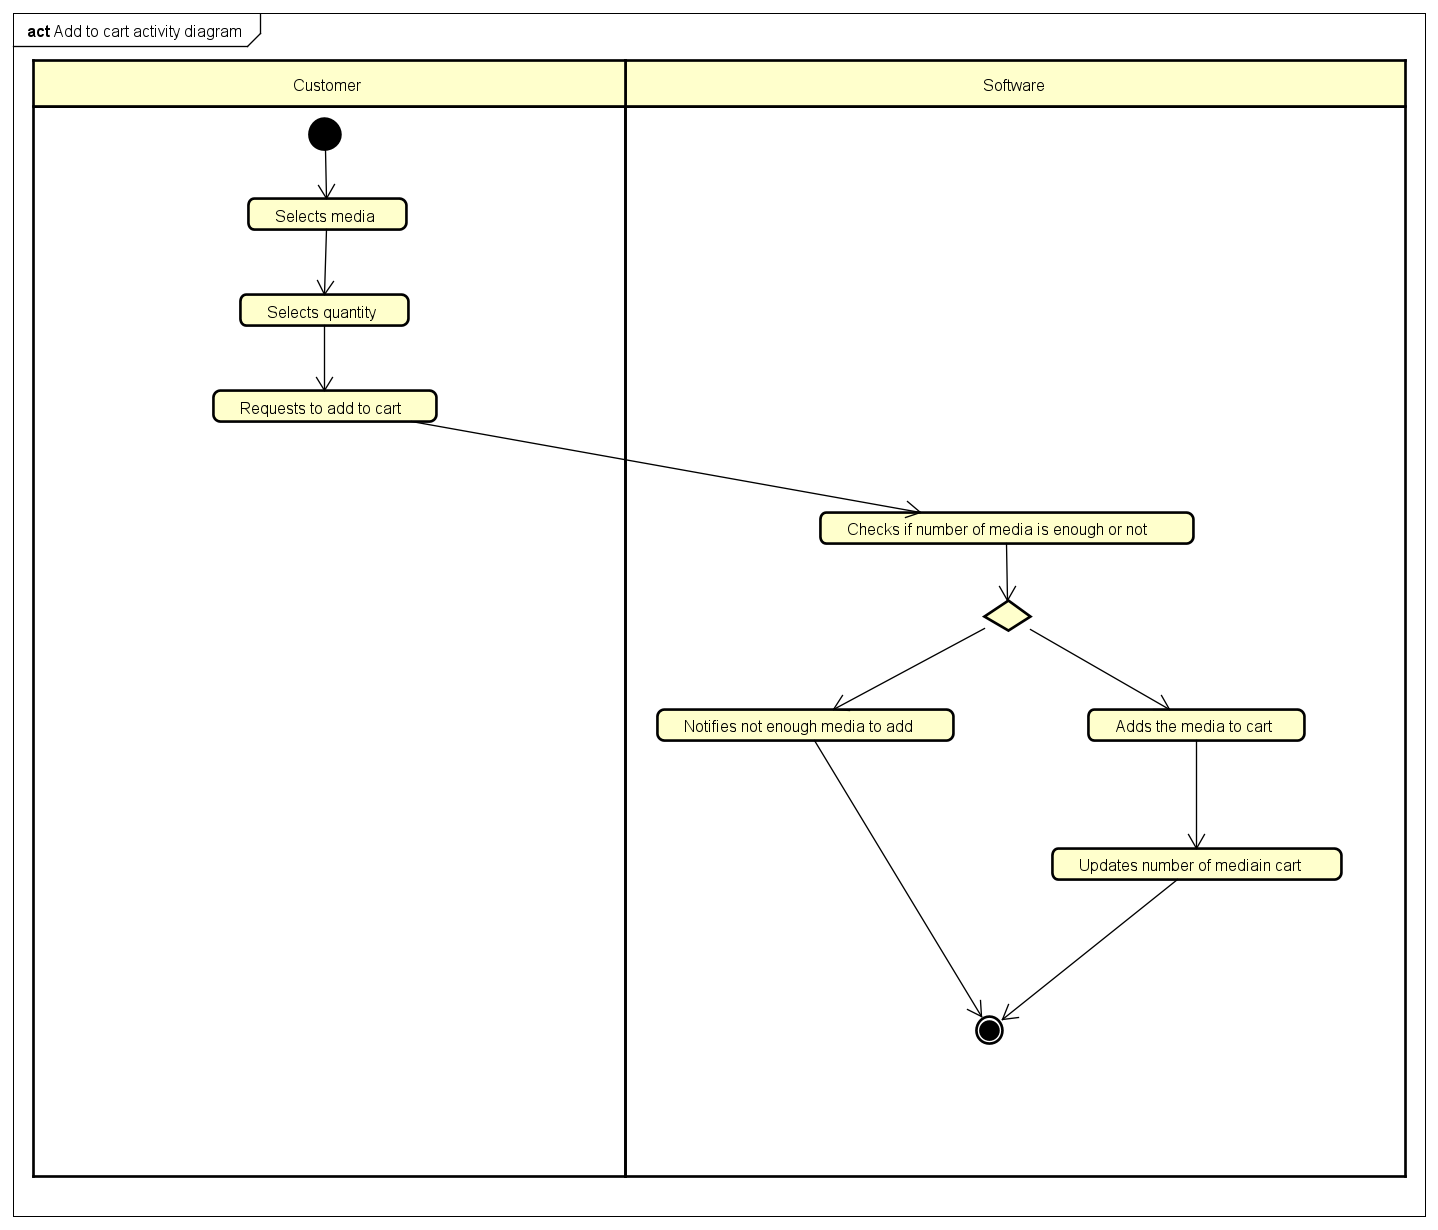 act Add to cart activity diagram
Customer
Software
Selects media
Selects quantity
Requests to add to cart
Checks if number of media is enough or not
Notifies not enough media to add
Adds the media to cart
Updates number of mediain cart